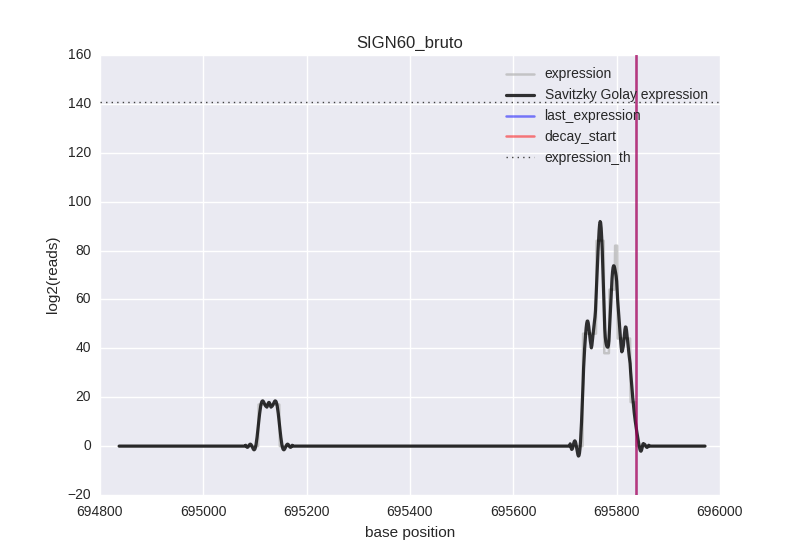 SIGN60_bruto
160
140
120
100
80
60
40
20
0
−20
log2(reads)
expression
Savitzky Golay expression
last_expression
decay_start
expression_th
694800
695000
695200
695400
695600
695800
696000
base position